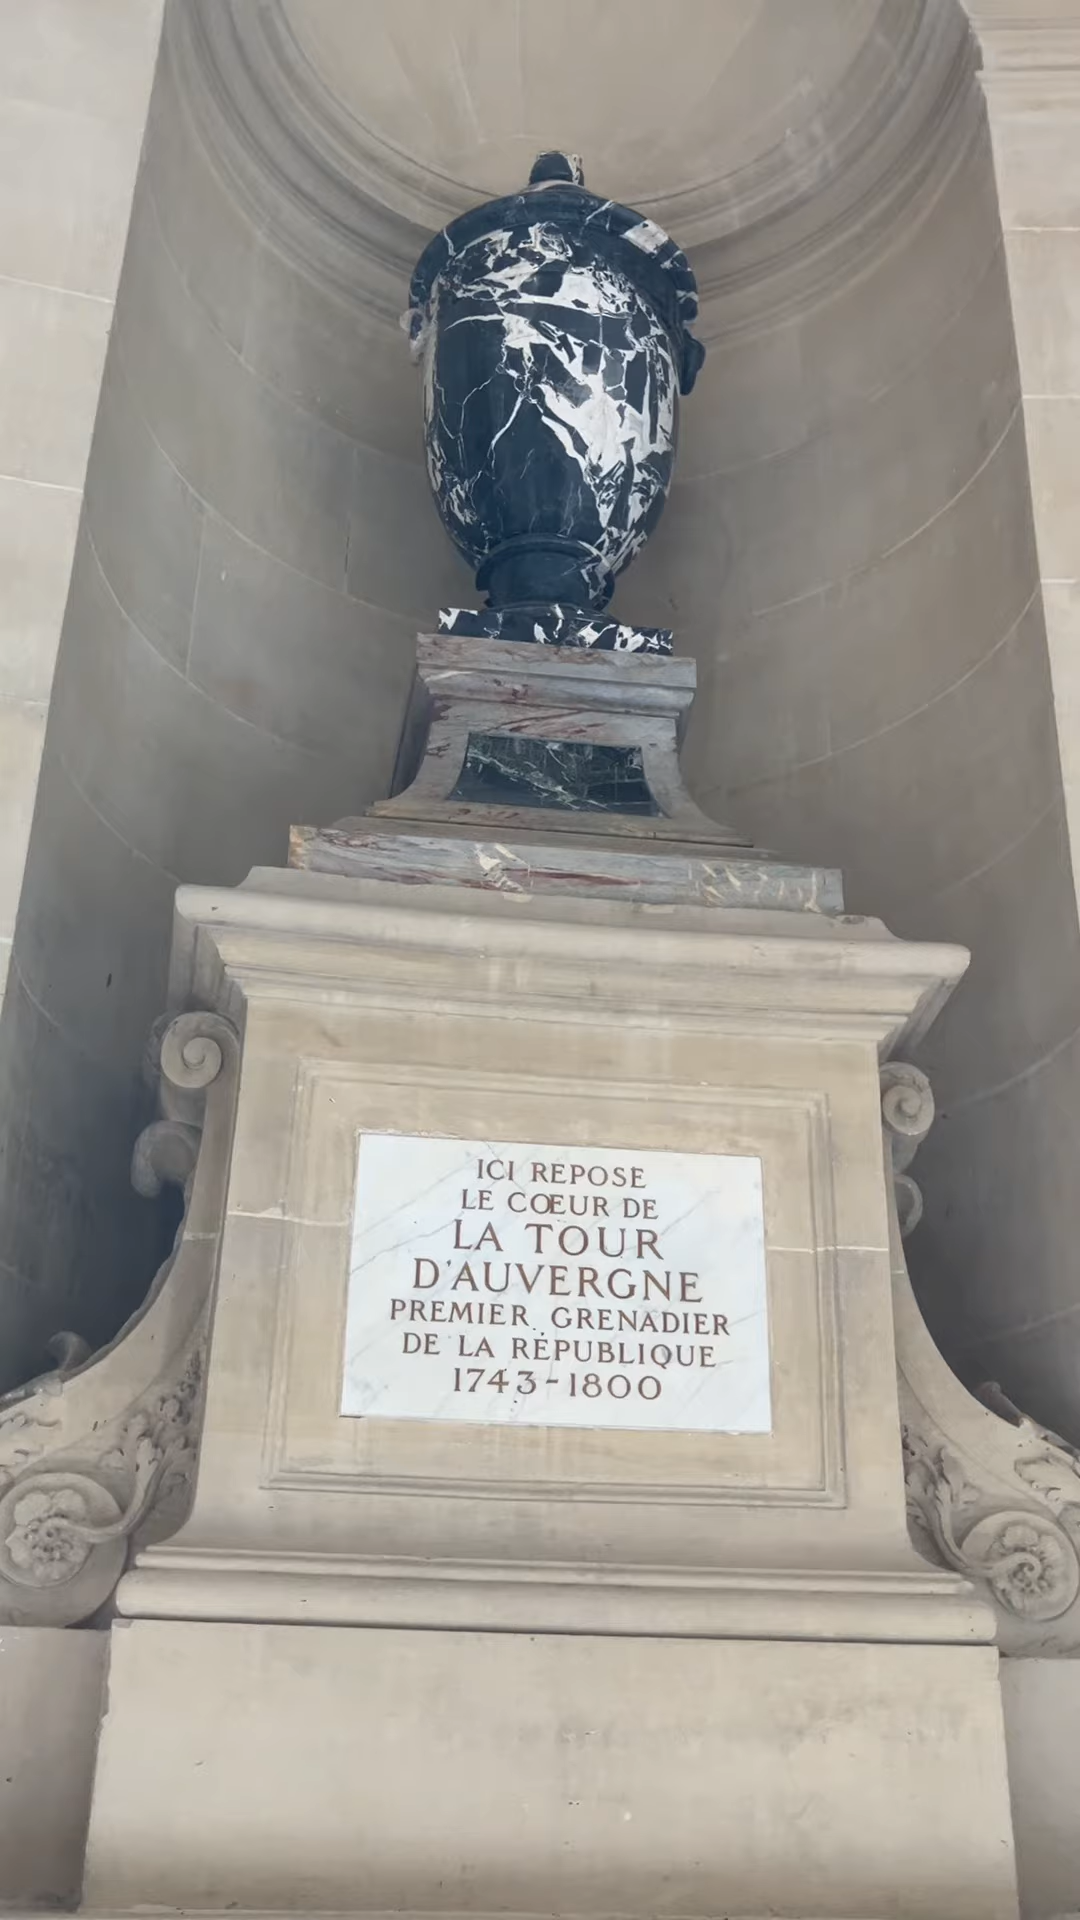 ICI REPOSE
LE CŒUR DE
LA TOUR
D'AUVERGNE
PREMIER GRENADIER
DE LA RÉPUBLIQUE
1743-1800